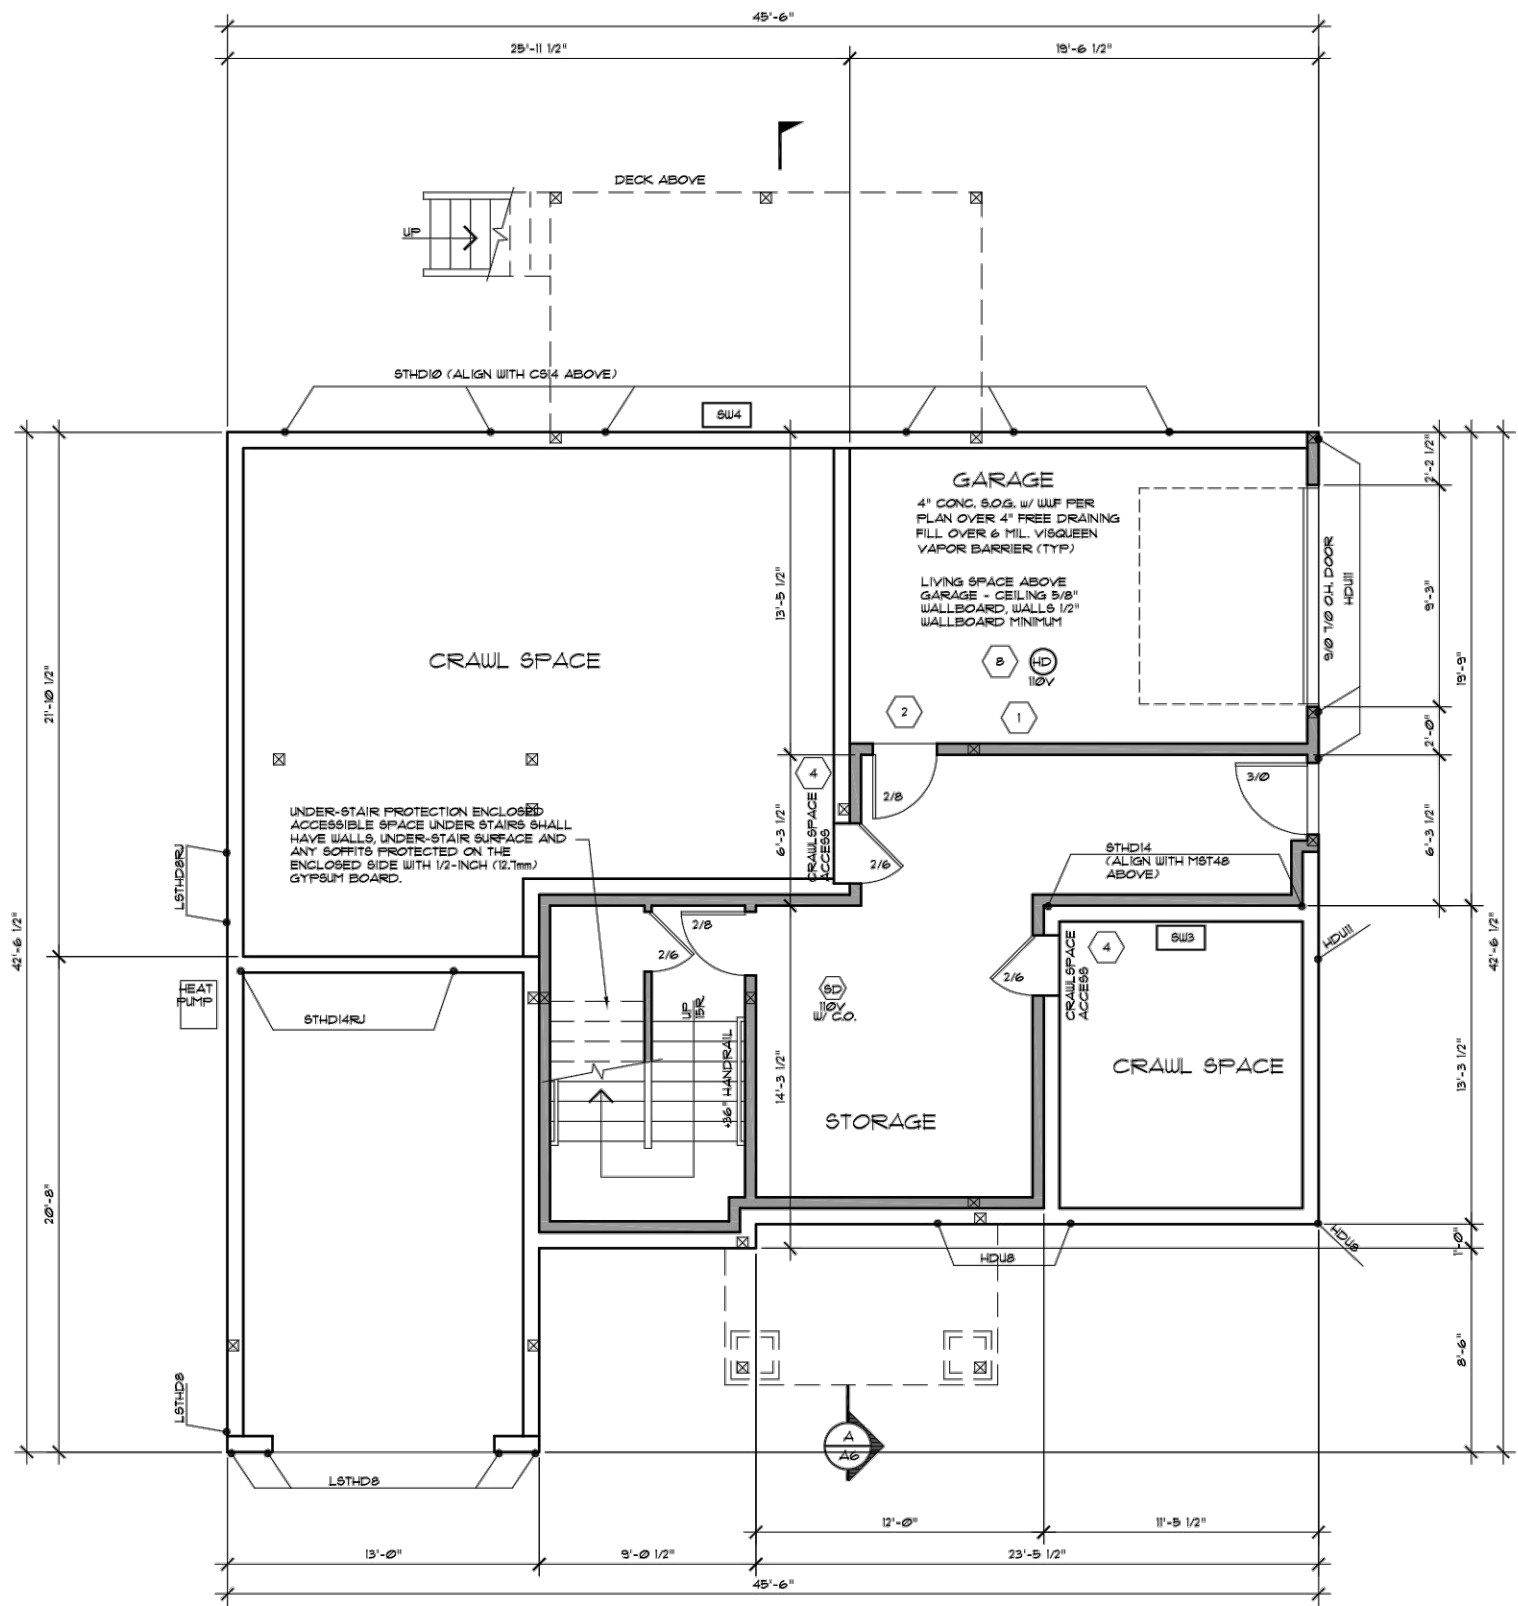 45'-6"
25'-11 1/2"
19'-6 1/2"
DECK ABOVE
UP
STHD10 (ALIGN WITH CS14 ABOVE)
SW4
GARAGE
4" CONC. S.O.G. w/ WWF PER
PLAN OVER 4" FREE DRAINING
FILL OVER 6 MIL. VISQUEEN
VAPOR BARRIER (TYP)
LIVING SPACE ABOVE
GARAGE - CEILING 5/8"
WALLBOARD, WALLS 1/2"
WALLBOARD MINIMUM
8
HD
110V
2
1
9/0 7/0 O.H. DOOR
HDU11
2'-2 1/2"
9'-3"
2'-0"
6'-3 1/2"
19'-9"
13'-5 1/2"
CRAWL SPACE
21'-10 1/2"
4
CRAWLSPACE
ACCESS
6'-3 1/2"
2/8
3/0
2/6
UNDER-STAIR PROTECTION ENCLOSED
ACCESSIBLE SPACE UNDER STAIRS SHALL
HAVE WALLS, UNDER-STAIR SURFACE AND
ANY SOFFITS PROTECTED ON THE
ENCLOSED SIDE WITH 1/2-INCH (12.7mm)
GYPSUM BOARD.
STHD14
(ALIGN WITH MST48
ABOVE)
LSTHD8RJ
42'-6 1/2"
42'-6 1/2"
2/8
2/6
SW3
4
HDU11
CRAWLSPACE
ACCESS
2/6
HEAT
PUMP
STHD14RJ
SD
110V
W/ C.O.
UP
15R
+36" HANDRAIL
14'-3 1/2"
CRAWL SPACE
13'-3 1/2"
STORAGE
20'-8"
HDU8
HDU8
1'-0"
8'-6"
LSTHD8
A
A6
LSTHD8
12'-0"
11'-5 1/2"
13'-0"
9'-0 1/2"
23'-5 1/2"
45'-6"